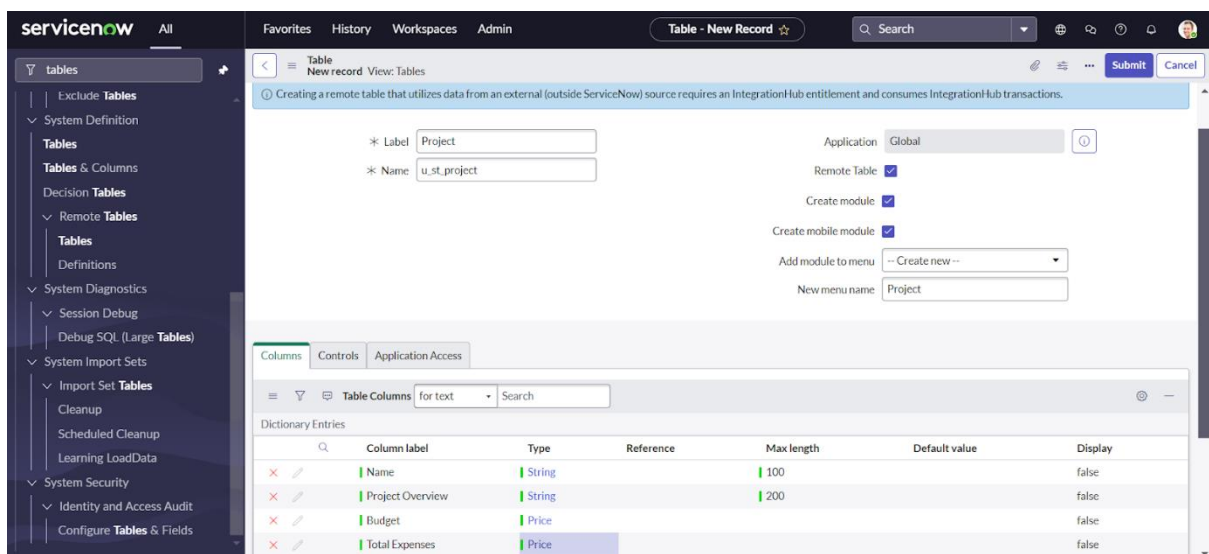 servicenow All Favorites History Workspaces Admin Table - New Record Search
tables
Table
New record View: Tables
... Submit Cancel
Creating a remote table that utilizes data from an external (outside ServiceNow) source requires an IntegrationHub entitlement and consumes IntegrationHub transactions.
Exclude Tables
System Definition
Tables
Tables & Columns
Decision Tables
Remote Tables
Tables
Definitions
System Diagnostics
Session Debug
Debug SQL (Large Tables)
System Import Sets
Import Set Tables
Cleanup
Scheduled Cleanup
Learning LoadData
System Security
Identity and Access Audit
Configure Tables & Fields
* Label Project
* Name u_st_project
Application Global
Remote Table
Create module
Create mobile module
Add module to menu -- Create new --
New menu name Project
Columns Controls Application Access
Table Columns for text Search
Dictionary Entries
Column label Type Reference Max length Default value Display
Name String 100 false
Project Overview String 200 false
Budget Price false
Total Expenses Price false